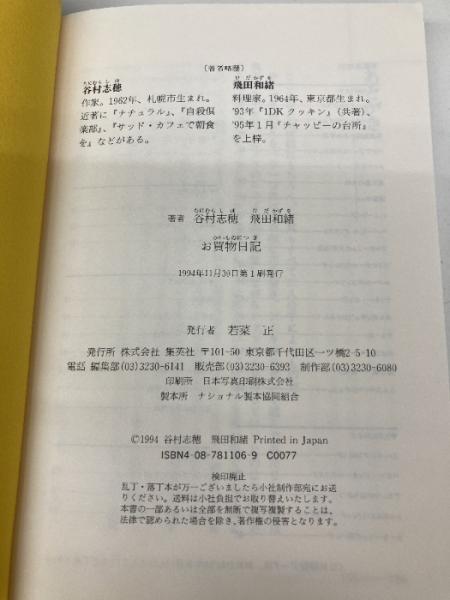 〔著者略歴〕
たにむらしほ
谷村志穂
作家。1962年、札幌市生まれ。
近著に『ナチュラル』、『自殺倶
楽部』、『サッド・カフェで朝食
を』などがある。
ひだかずを
飛田和緒
料理家。1964年、東京都生まれ。
'93年『1DKクッキン』(共著)、
'95年1月『チャッピーの台所』
を上梓。
たにむらしほ ひだかずを
著者 谷村志穂 飛田和緒
かいものにっき
お買物日記
1994年11月30日第1刷発行
発行者 若菜 正
発行所 株式会社 集英社 〒101-50 東京都千代田区一ツ橋2-5-10
電話 編集部(03)3230-6141 販売部(03)3230-6393 制作部(03)3230-6080
印刷所 日本写真印刷株式会社
製本所 ナショナル製本協同組合
©1994 谷村志穂 飛田和緒 Printed in Japan
ISBN4-08-781106-9 C0077
検印廃止
乱丁・落丁本が万一ございましたら小社制作部宛にお送
りください。送料は小社負担でお取り替えいたします。
本書の一部あるいは全部を無断で複写複製することは、
法律で認められた場合を除き、著作権の侵害となります。